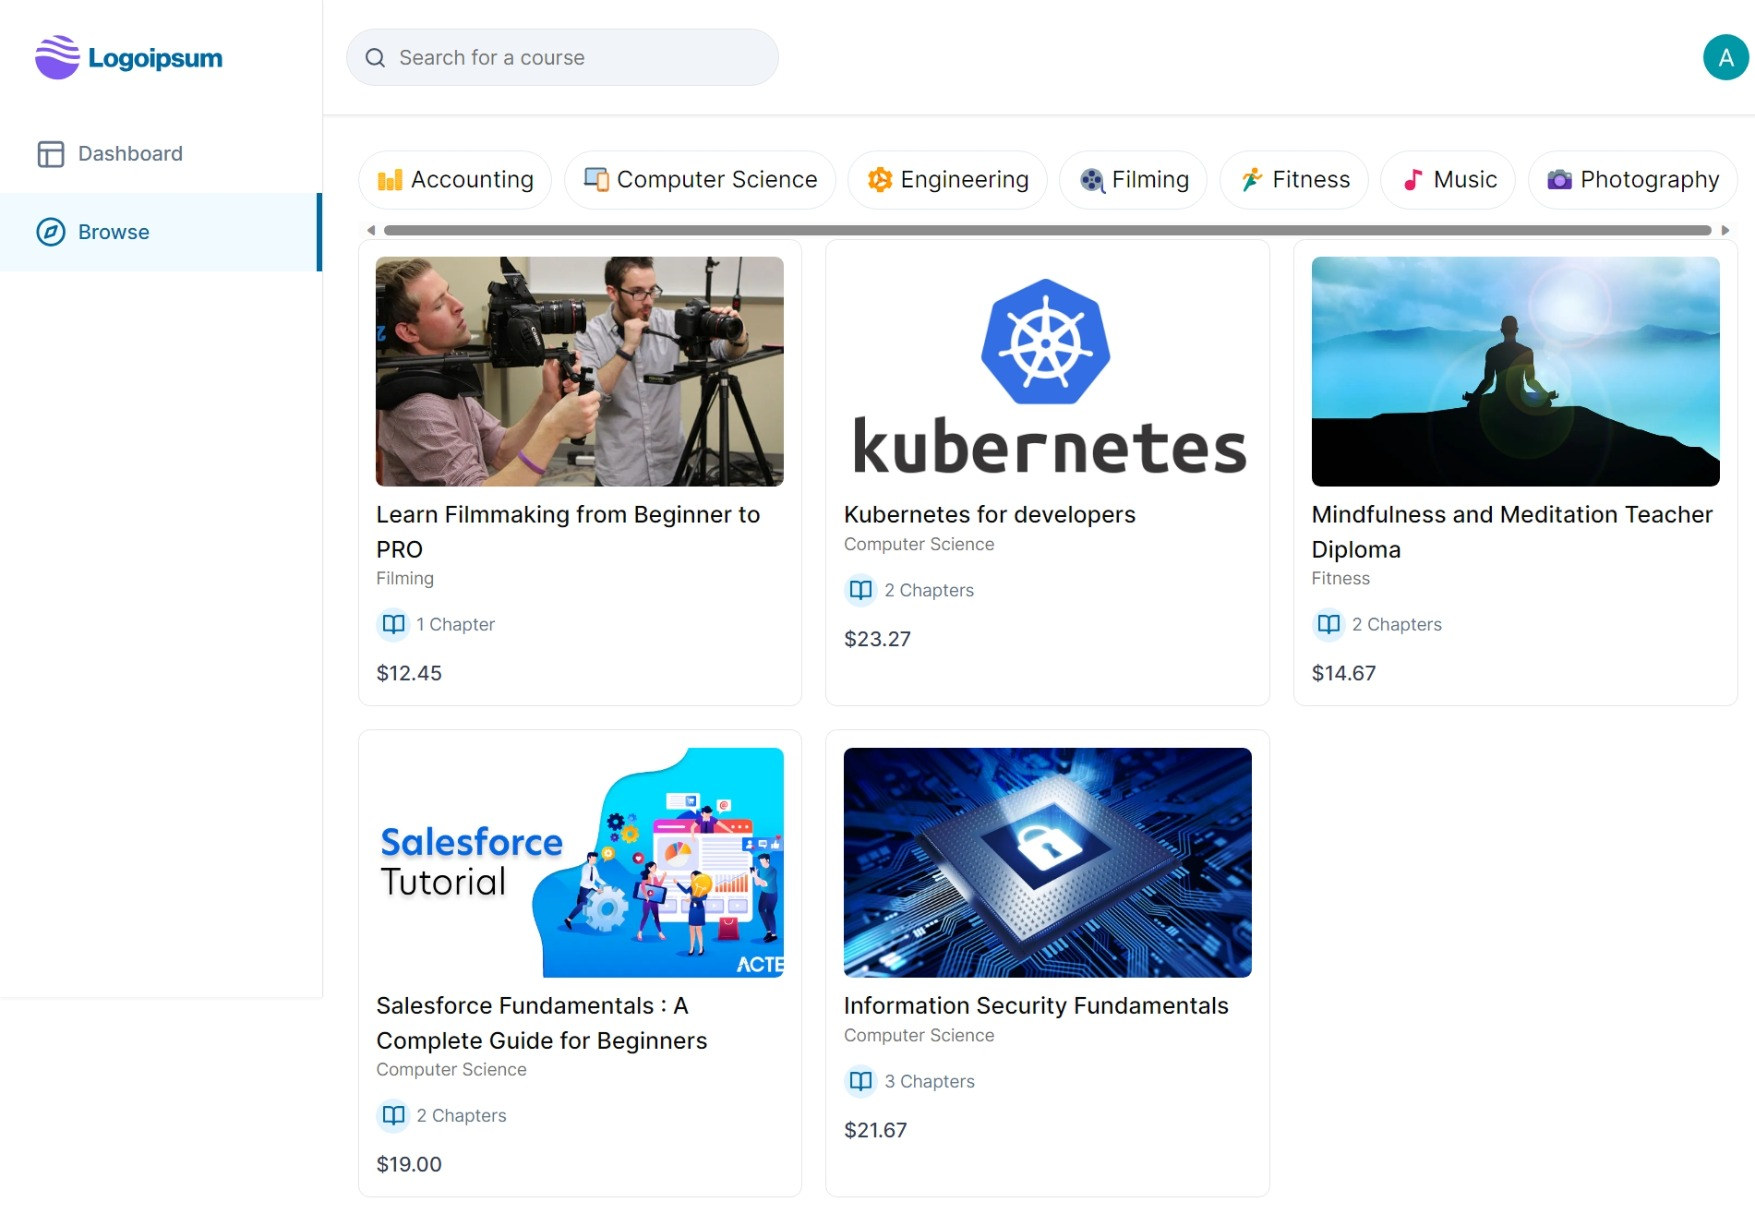 Logoipsum
Search for a course
A
Dashboard
Browse
Accounting
Computer Science
Engineering
Filming
Fitness
Music
Photography
Learn Filmmaking from Beginner to
PRO
Filming
1 Chapter
$12.45
kubernetes
Kubernetes for developers
Computer Science
2 Chapters
$23.27
Mindfulness and Meditation Teacher
Diploma
Fitness
2 Chapters
$14.67
Salesforce
Tutorial
ACTE
Salesforce Fundamentals : A
Complete Guide for Beginners
Computer Science
2 Chapters
$19.00
Information Security Fundamentals
Computer Science
3 Chapters
$21.67